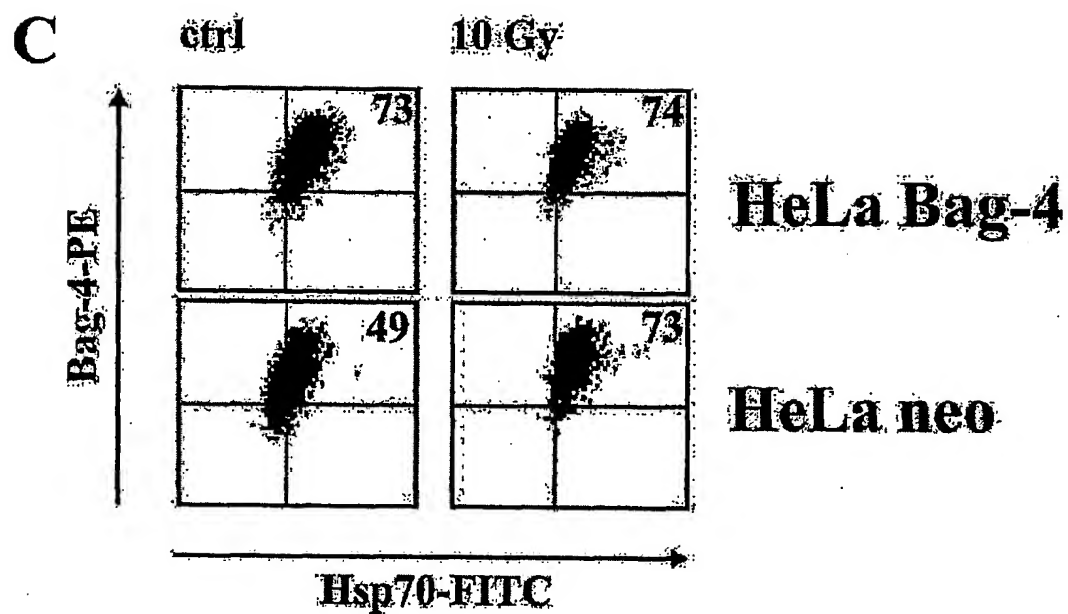 C
ctrl 10 Gy
73 74
HeLa Bag-4
49 73
HeLa neo
Bag-4-PE
Hsp70-FITC